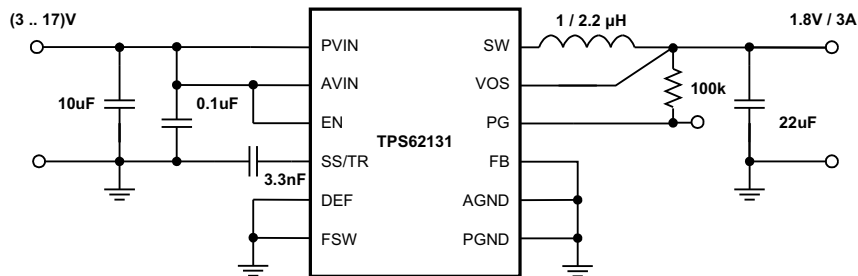 (3 .. 17)V
1 / 2.2 µH
1.8V / 3A
PVIN
SW
AVIN
VOS
10uF
0.1uF
100k
EN
PG
22uF
TPS62131
SS/TR
FB
3.3nF
DEF
AGND
FSW
PGND